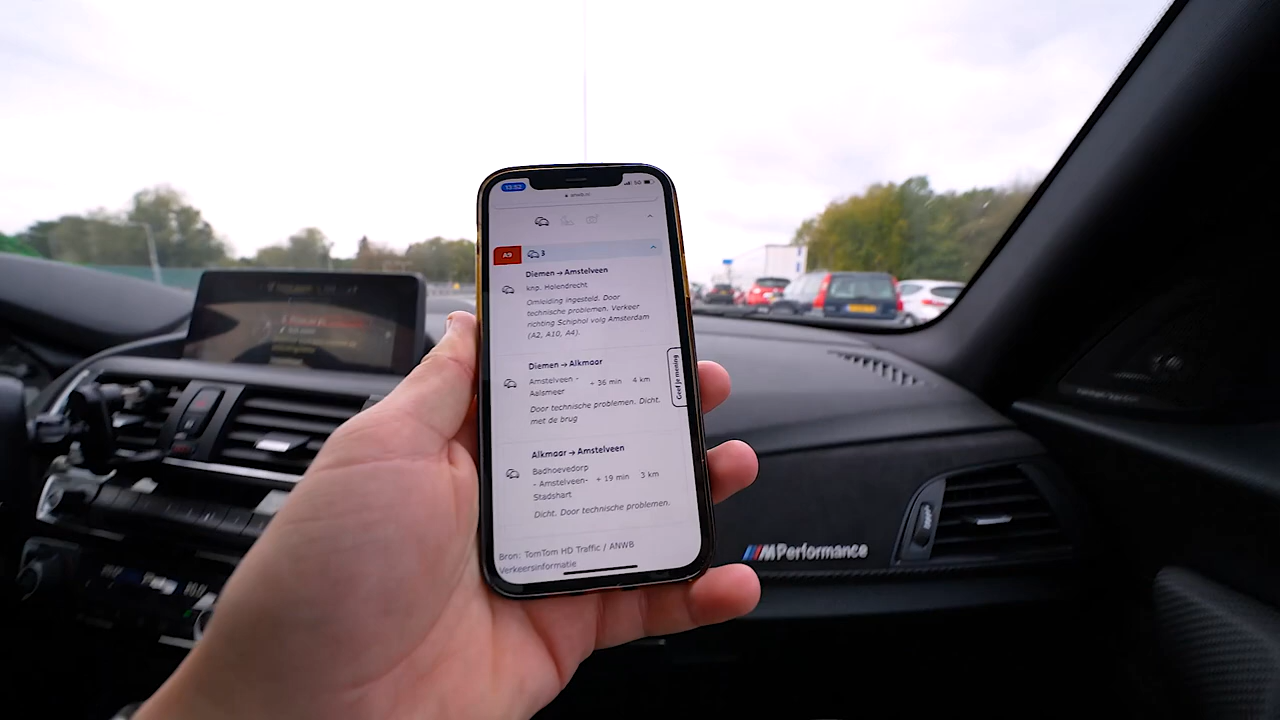 13:52
5G
anwb.nl
A9
3
Diemen → Amstelveen
knp. Holendrecht
Omleiding ingesteld. Door
technische problemen. Verkeer
richting Schiphol volg Amsterdam
(A2, A10, A4).
Diemen → Alkmaar
Amstelveen - + 36 min 4 km
Aalsmeer
Door technische problemen. Dicht.
met de brug
Geef je mening
Alkmaar → Amstelveen
Badhoevedorp
- Amstelveen- + 19 min 3 km
Stadshart
Dicht. Door technische problemen.
Bron: TomTom HD Traffic / ANWB
Verkeersinformatie
M Performance